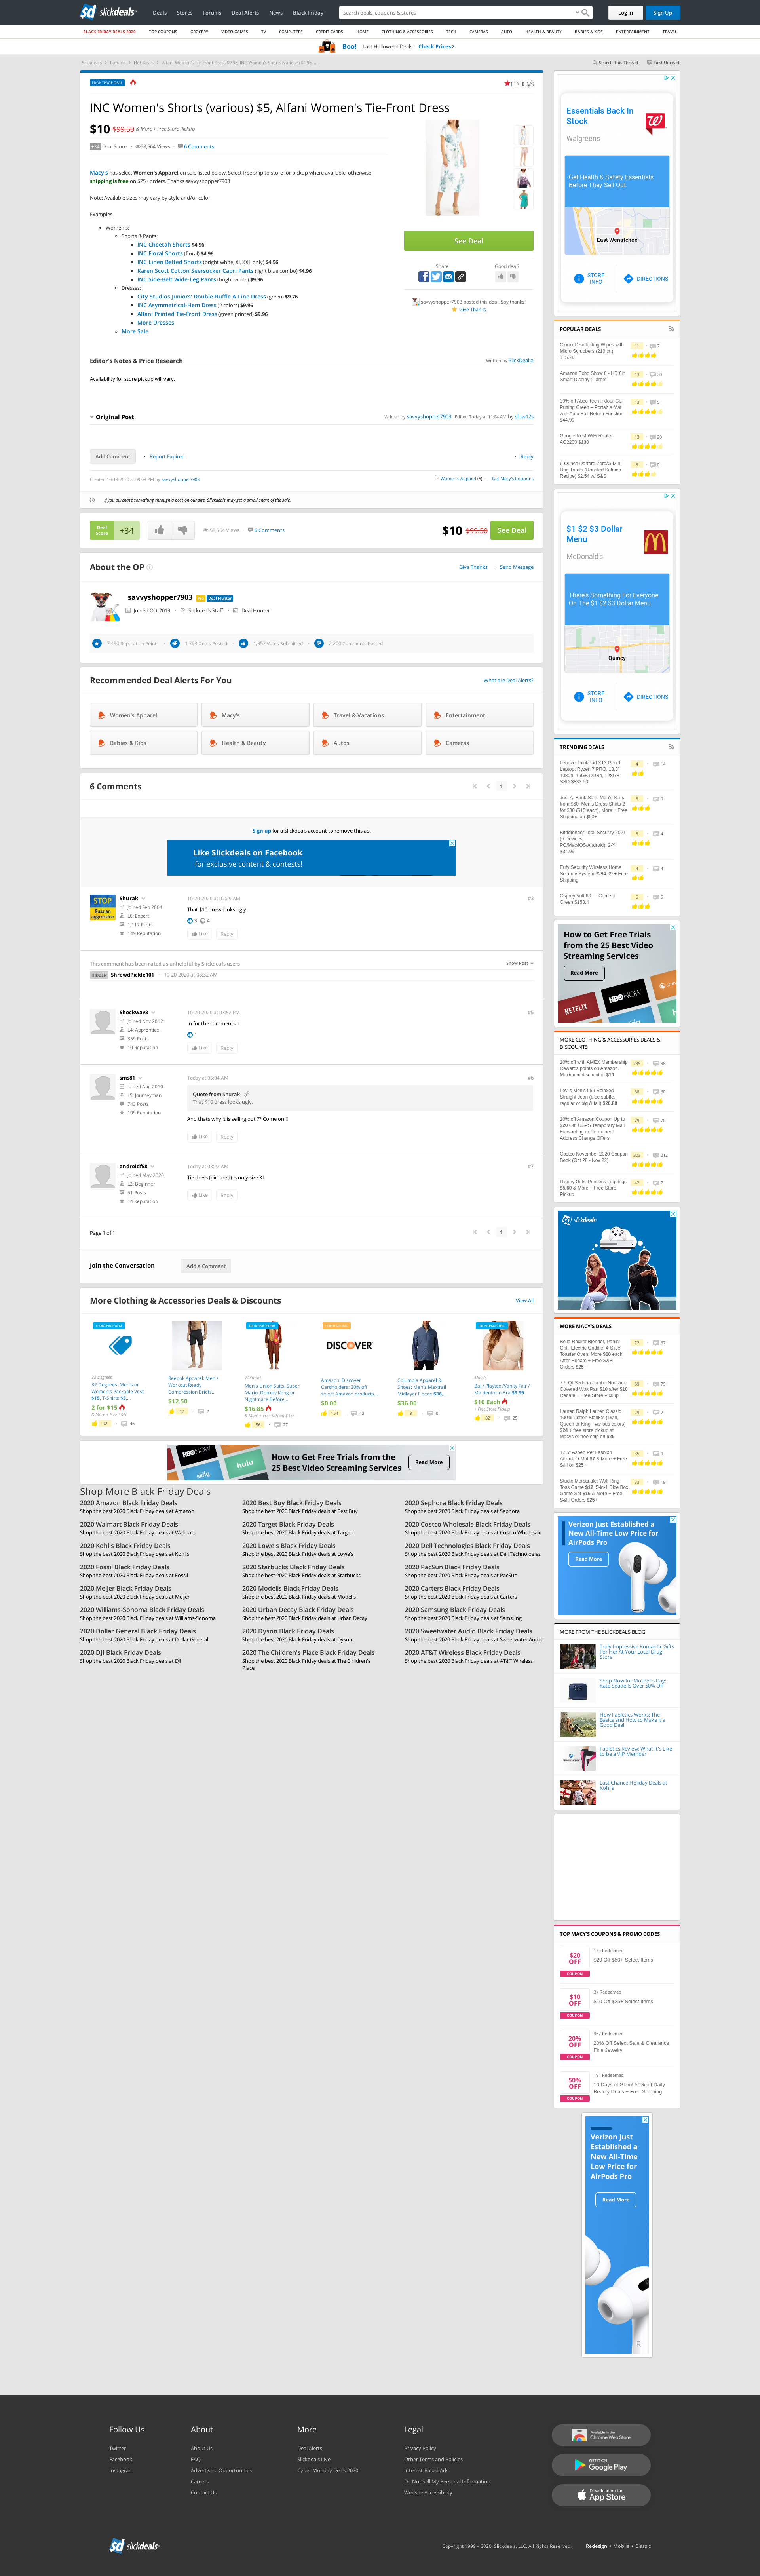 slickdeals
Deals Stores Forums Deal Alerts News Black Friday
Search deals, coupons & stores
Log In Sign Up
BLACK FRIDAY DEALS 2020 TOP COUPONS GROCERY VIDEO GAMES TV COMPUTERS CREDIT CARDS HOME CLOTHING & ACCESSORIES TECH CAMERAS AUTO HEALTH & BEAUTY BABIES & KIDS ENTERTAINMENT TRAVEL
Boo! Last Halloween Deals Check Prices
Slickdeals Forums Hot Deals
Search This Thread First Unread
FRONTPAGE DEAL
macys
INC Women's Shorts (various) $5, Alfani Women's Tie-Front Dress
$10 $99.50 & More + Free Store Pickup
+34 Deal Score 58,564 Views 6 Comments
Macy's has select Women's Apparel on sale listed below. Select free ship to store for pickup where available, otherwise
shipping is free on $25+ orders. Thanks savvyshopper7903
Note: Available sizes may vary by style and/or color.
Examples
Women's:
Shorts & Pants:
INC Cheetah Shorts $4.96
INC Floral Shorts (floral) $4.96
INC Linen Belted Shorts (bright white, Xl, XXL only) $4.96
Karen Scott Cotton Seersucker Capri Pants (light blue combo) $4.96
INC Side-Belt Wide-Leg Pants (bright white) $9.96
Dresses:
City Studios Juniors' Double-Ruffle A-Line Dress (green) $9.76
INC Asymmetrical-Hem Dress (2 colors) $9.96
Alfani Printed Tie-Front Dress (green printed) $9.96
More Dresses
More Sale
See Deal
Share Good deal?
savvyshopper7903 posted this deal. Say thanks!
Give Thanks
Editor's Notes & Price Research Written by SlickDealio
Availability for store pickup will vary.
Original Post Written by savvyshopper7903 Edited Today at 11:04 AM by slow12s
Add Comment Report Expired Reply
Created 10-19-2020 at 09:08 PM by savvyshopper7903
in Women's Apparel (6) Get Macy's Coupons
If you purchase something through a post on our site, Slickdeals may get a small share of the sale.
Deal Score +34 58,564 Views 6 Comments $10 $99.50 See Deal
About the OP Give Thanks Send Message
savvyshopper7903 Pro Deal Hunter
Joined Oct 2019 Slickdeals Staff Deal Hunter
7,490 Reputation Points 1,363 Deals Posted 1,357 Votes Submitted 2,200 Comments Posted
Recommended Deal Alerts For You What are Deal Alerts?
Women's Apparel Macy's Travel & Vacations Entertainment
Babies & Kids Health & Beauty Autos Cameras
6 Comments 1
Sign up for a Slickdeals account to remove this ad.
Like Slickdeals on Facebook
for exclusive content & contests!
STOP
Russian
aggression
Shurak
Joined Feb 2004
L6: Expert
1,117 Posts
149 Reputation
10-20-2020 at 07:29 AM #3
That $10 dress looks ugly.
3 4
Like Reply
This comment has been rated as unhelpful by Slickdeals users Show Post
HIDDEN ShrewdPickle101 10-20-2020 at 08:32 AM
Shockwav3
Joined Nov 2012
L4: Apprentice
359 Posts
10 Reputation
10-20-2020 at 03:52 PM #5
In for the comments !
1
Like Reply
sms81
Joined Aug 2010
L5: Journeyman
743 Posts
109 Reputation
Today at 05:04 AM #6
Quote from Shurak
That $10 dress looks ugly.
And thats why it is selling out ?? Come on !!
Like Reply
androidf58
Joined May 2020
L2: Beginner
51 Posts
14 Reputation
Today at 08:22 AM #7
Tie dress (pictured) is only size XL
Like Reply
Page 1 of 1 1
Join the Conversation Add a Comment
More Clothing & Accessories Deals & Discounts View All
32 Degrees
32 Degrees: Men's or
Women's Packable Vest
$15, T-Shirts $5,...
2 for $15
& More + Free S&H
92 46
Reebok Apparel: Men's
Workout Ready
Compression Briefs...
$12.50
12 2
Walmart
Men's Union Suits: Super
Mario, Donkey Kong or
Nightmare Before...
$16.85
& More + Free S/H on $35+
56 27
POPULAR DEAL
DISCOVER
Amazon: Discover
Cardholders: 20% off
select Amazon products...
$0.00
154 43
Columbia Apparel &
Shoes: Men's Maxtrail
Midlayer Fleece $36,...
$36.00
9 0
Macy's
Bali/ Playtex /Vanity Fair /
Maidenform Bra $9.99
$10 Each
+ Free Store Pickup
82 25
HBO NOW
sling hulu
How to Get Free Trials from the
25 Best Video Streaming Services
Read More
Shop More Black Friday Deals
2020 Amazon Black Friday Deals
Shop the best 2020 Black Friday deals at Amazon
2020 Best Buy Black Friday Deals
Shop the best 2020 Black Friday deals at Best Buy
2020 Sephora Black Friday Deals
Shop the best 2020 Black Friday deals at Sephora
2020 Walmart Black Friday Deals
Shop the best 2020 Black Friday deals at Walmart
2020 Target Black Friday Deals
Shop the best 2020 Black Friday deals at Target
2020 Costco Wholesale Black Friday Deals
Shop the best 2020 Black Friday deals at Costco Wholesale
2020 Kohl's Black Friday Deals
Shop the best 2020 Black Friday deals at Kohl's
2020 Lowe's Black Friday Deals
Shop the best 2020 Black Friday deals at Lowe's
2020 Dell Technologies Black Friday Deals
Shop the best 2020 Black Friday deals at Dell Technologies
2020 Fossil Black Friday Deals
Shop the best 2020 Black Friday deals at Fossil
2020 Starbucks Black Friday Deals
Shop the best 2020 Black Friday deals at Starbucks
2020 PacSun Black Friday Deals
Shop the best 2020 Black Friday deals at PacSun
2020 Meijer Black Friday Deals
Shop the best 2020 Black Friday deals at Meijer
2020 Modells Black Friday Deals
Shop the best 2020 Black Friday deals at Modells
2020 Carters Black Friday Deals
Shop the best 2020 Black Friday deals at Carters
2020 Williams-Sonoma Black Friday Deals
Shop the best 2020 Black Friday deals at Williams-Sonoma
2020 Urban Decay Black Friday Deals
Shop the best 2020 Black Friday deals at Urban Decay
2020 Samsung Black Friday Deals
Shop the best 2020 Black Friday deals at Samsung
2020 Dollar General Black Friday Deals
Shop the best 2020 Black Friday deals at Dollar General
2020 Dyson Black Friday Deals
Shop the best 2020 Black Friday deals at Dyson
2020 Sweetwater Audio Black Friday Deals
Shop the best 2020 Black Friday deals at Sweetwater Audio
2020 DJI Black Friday Deals
Shop the best 2020 Black Friday deals at DJI
2020 The Children's Place Black Friday Deals
Shop the best 2020 Black Friday deals at The Children's
Place
2020 AT&T Wireless Black Friday Deals
Shop the best 2020 Black Friday deals at AT&T Wireless
Essentials Back In
Stock
Walgreens
Get Health & Safety Essentials
Before They Sell Out.
East Wenatchee
STORE INFO DIRECTIONS
POPULAR DEALS
Clorox Disinfecting Wipes with
Micro Scrubbers (210 ct.)
$15.76
11 7
Amazon Echo Show 8 - HD 8in
Smart Display : Target
13 20
30% off Abco Tech Indoor Golf
Putting Green – Portable Mat
with Auto Ball Return Function
$44.99
13 5
Google Nest WiFi Router
AC2200 $130
13 20
6-Ounce Darford Zero/G Mini
Dog Treats (Roasted Salmon
Recipe) $2.54 w/ S&S
8 0
$1 $2 $3 Dollar
Menu
McDonald's
There's Something For Everyone
On The $1 $2 $3 Dollar Menu.
Quincy
STORE INFO DIRECTIONS
TRENDING DEALS
Lenovo ThinkPad X13 Gen 1
Laptop: Ryzen 7 PRO, 13.3"
1080p, 16GB DDR4, 128GB
SSD $833.50
4 14
Jos. A. Bank Sale: Men's Suits
from $60, Men's Dress Shirts 2
for $30 ($15 each), More + Free
Shipping on $50+
6 9
Bitdefender Total Security 2021
(5 Devices,
PC/Mac/iOS/Android): 2-Yr
$34.99
6 4
Eufy Security Wireless Home
Security System $294.09 + Free
Shipping
4 4
Osprey Volt 60 — Confetti
Green $159.4
6 5
How to Get Free Trials
from the 25 Best Video
Streaming Services
Read More
NETFLIX HBO NOW sling hulu
MORE CLOTHING & ACCESSORIES DEALS &
DISCOUNTS
10% off with AMEX Membership
Rewards points on Amazon,
Maximum discount of $10
299 98
Levi's Men's 559 Relaxed
Straight Jean (aloe subtle,
regular or big & tall) $20.80
68 60
10% off Amazon Coupon Up to
$20 Off! USPS Temporary Mail
Forwarding or Permanent
Address Change Offers
79 70
Costco November 2020 Coupon
Book (Oct 28 - Nov 22)
303 212
Disney Girls' Princess Leggings
$5.60 & More + Free Store
Pickup
42 7
slickdeals
MORE MACY'S DEALS
Bella Rocket Blender, Panini
Grill, Electric Griddle, 4-Slice
Toaster Oven, More $10 each
After Rebate + Free S&H
Orders $25+
72 67
7.5-Qt Sedona Jumbo Nonstick
Covered Wok Pan $10 after $10
Rebate + Free Store Pickup
60 75
Lauren Ralph Lauren Classic
100% Cotton Blanket (Twin,
Queen or King - various colors)
$24 + free store pickup at
Macys or free ship on $25
29 7
17.5" Aspen Pet Fashion
Attract-O-Mat $7 & More + Free
S/H on $25+
35 9
Studio Mercantile: Wall Ring
Toss Game $12, 5-in-1 Dice Box
Game Set $16 & More + Free
S&H Orders $25+
33 19
Verizon Just Established a
New All-Time Low Price for
AirPods Pro
Read More
MORE FROM THE SLICKDEALS BLOG
Truly Impressive Romantic Gifts
For Her At Your Local Drug
Store
Shop Now for Mother's Day:
Kate Spade Is Over 50% Off
How Fabletics Works: The
Basics and How to Make it a
Good Deal
Fabletics Review: What It's Like
to be a VIP Member
Last Chance Holiday Deals at
Kohl's
TOP MACY'S COUPONS & PROMO CODES
$20 OFF COUPON
13k Redeemed
$20 Off $50+ Select Items
$10 OFF COUPON
3k Redeemed
$10 Off $25+ Select Items
20% OFF COUPON
967 Redeemed
20% Off Select Sale & Clearance
Fine Jewelry
50% OFF COUPON
191 Redeemed
10 Days of Glam! 50% off Daily
Beauty Deals + Free Shipping
Verizon Just
Established a
New All-Time
Low Price for
AirPods Pro
Read More
Follow Us
Twitter
Facebook
Instagram
About
About Us
FAQ
Advertising Opportunities
Careers
Contact Us
More
Deal Alerts
Slickdeals Live
Cyber Monday Deals 2020
Legal
Privacy Policy
Other Terms and Policies
Interest-Based Ads
Do Not Sell My Personal Information
Website Accessibility
Available in the
Chrome Web Store
GET IT ON
Google Play
Download on the
App Store
slickdeals
Copyright 1999 – 2020. Slickdeals, LLC. All Rights Reserved. Redesign • Mobile • Classic